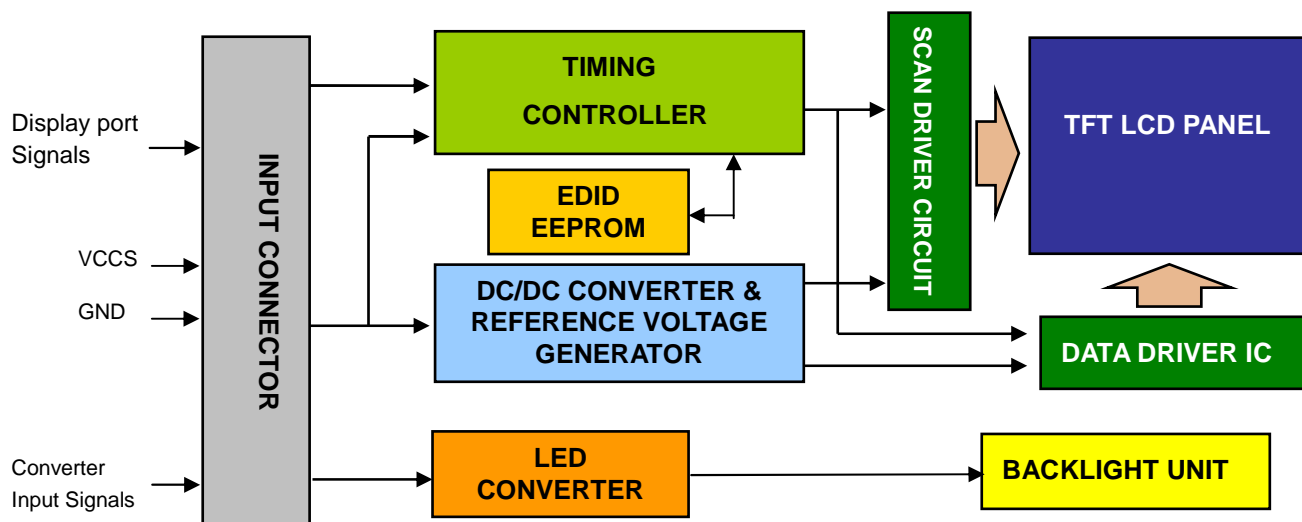 Display port
Signals
VCCS
GND
Converter
Input Signals
INPUT CONNECTOR
TIMING
CONTROLLER
EDID
EEPROM
DC/DC CONVERTER &
REFERENCE VOLTAGE
GENERATOR
LED
CONVERTER
SCAN DRIVER CIRCUIT
TFT LCD PANEL
DATA DRIVER IC
BACKLIGHT UNIT